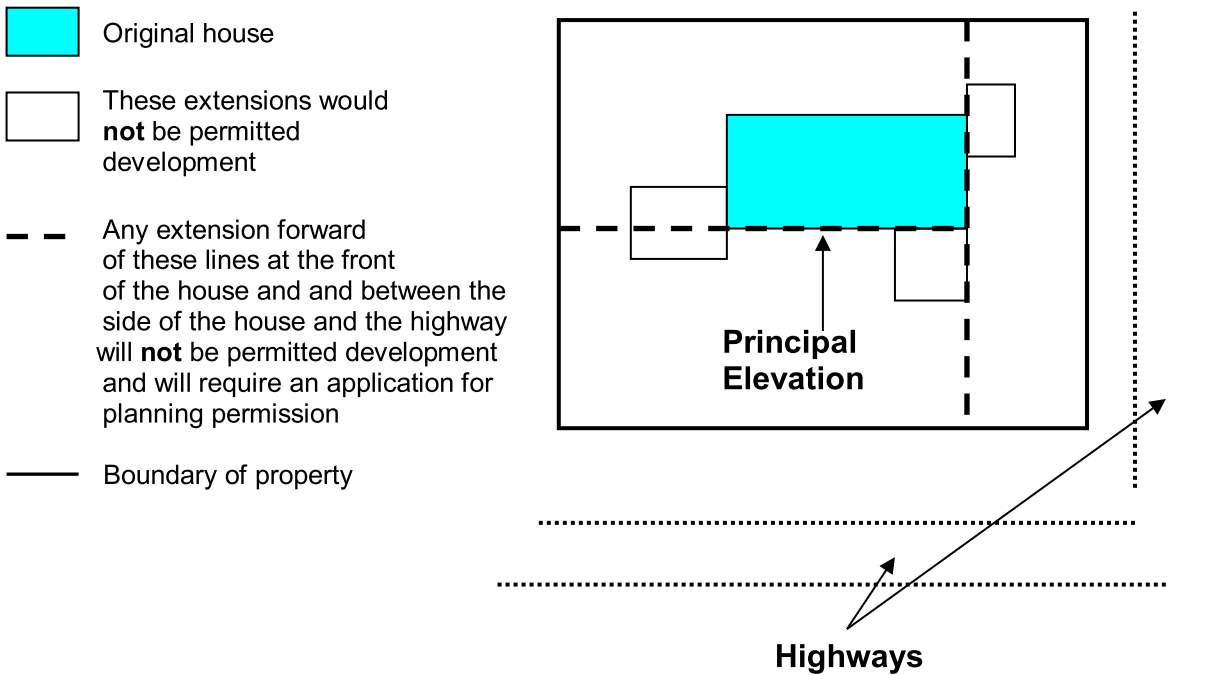 Original house
These extensions would
not be permitted
development
Any extension forward
of these lines at the front
of the house and and between the
side of the house and the highway
will not be permitted development
and will require an application for
planning permission
Boundary of property
Principal
Elevation
Highways